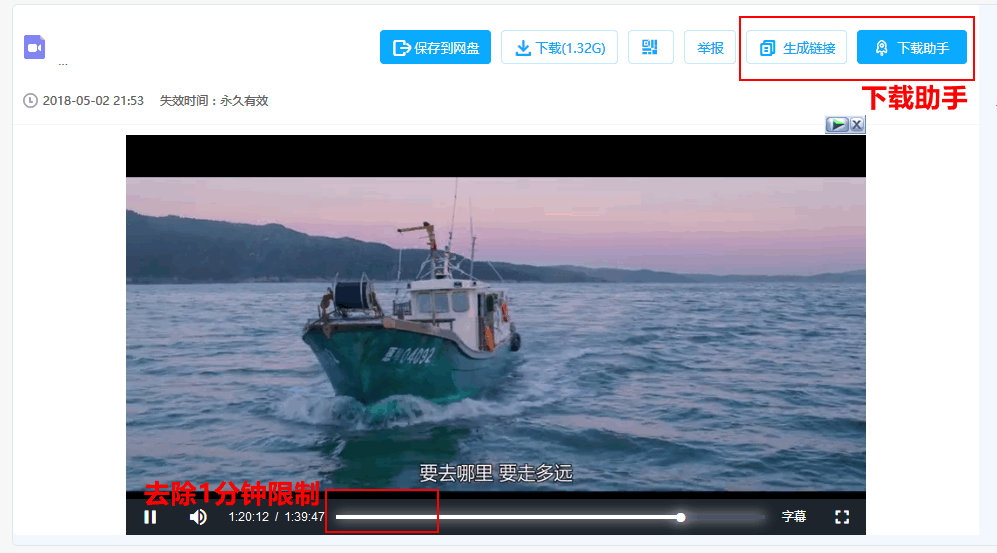 保存到网盘
下载(1.32G)
举报
生成链接
下载助手
...
下载助手
2018-05-02 21:53
失效时间：永久有效
X
04092
要去哪里 要走多远
去除1分钟限制
1:20:12 / 1:39:47
字幕